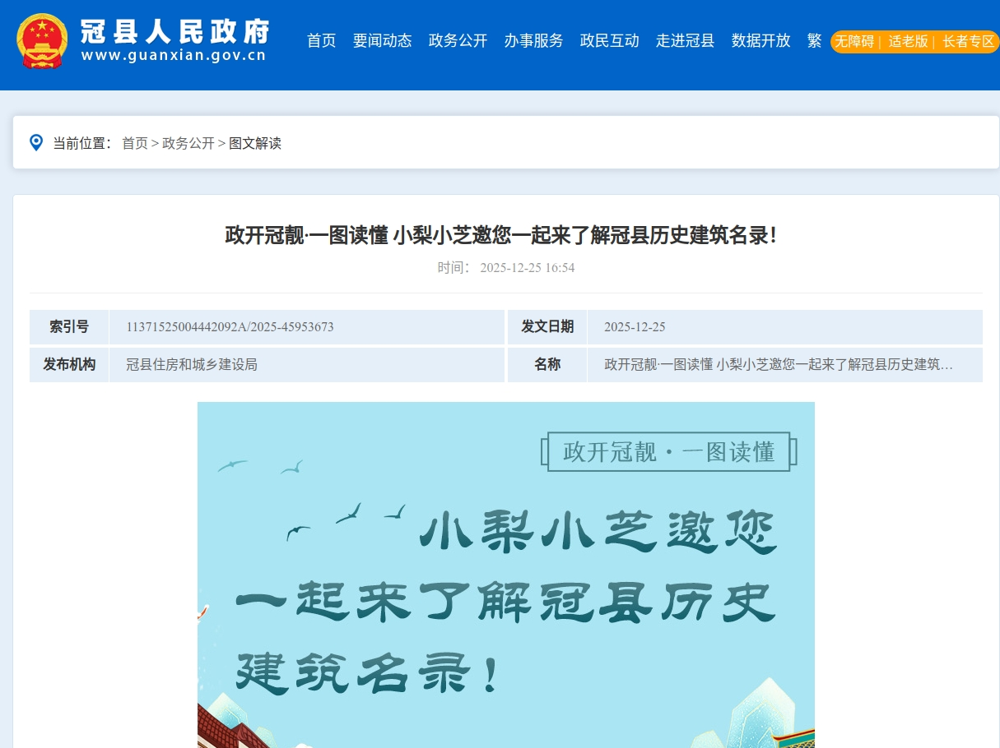 冠县人民政府
www.guanxian.gov.cn
首页 要闻动态 政务公开 办事服务 政民互动 走进冠县 数据开放 繁 无障碍 | 适老版 | 长者专区
当前位置： 首页 > 政务公开 > 图文解读
政开冠靓·一图读懂 小梨小芝邀您一起来了解冠县历史建筑名录！
时间： 2025-12-25 16:54
索引号 11371525004442092A/2025-45953673 发文日期 2025-12-25
发布机构 冠县住房和城乡建设局 名称 政开冠靓·一图读懂 小梨小芝邀您一起来了解冠县历史建筑…
政开冠靓·一图读懂
小梨小芝邀您
一起来了解冠县历史
建筑名录！